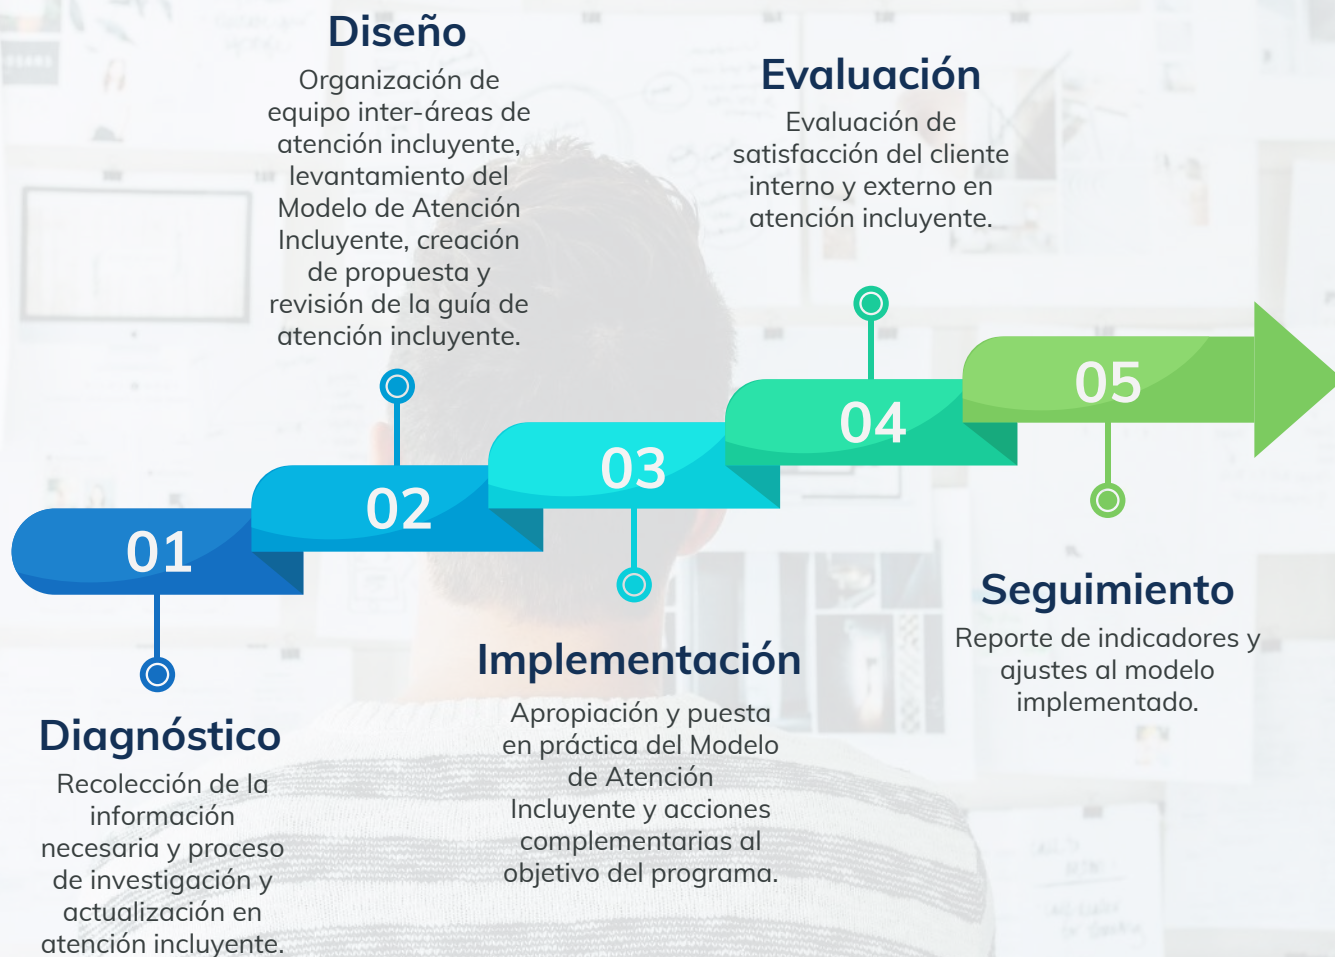 Diseño
Organización de
equipo inter-áreas de
atención incluyente,
levantamiento del
Modelo de Atención
Incluyente, creación
de propuesta y
revisión de la guía de
atención incluyente.
Evaluación
Evaluación de
satisfacción del cliente
interno y externo en
atención incluyente.
01
02
03
04
05
Diagnóstico
Recolección de la
información
necesaria y proceso
de investigación y
actualización en
atención incluyente.
Implementación
Apropiación y puesta
en práctica del Modelo
de Atención
Incluyente y acciones
complementarias al
objetivo del programa.
Seguimiento
Reporte de indicadores y
ajustes al modelo
implementado.